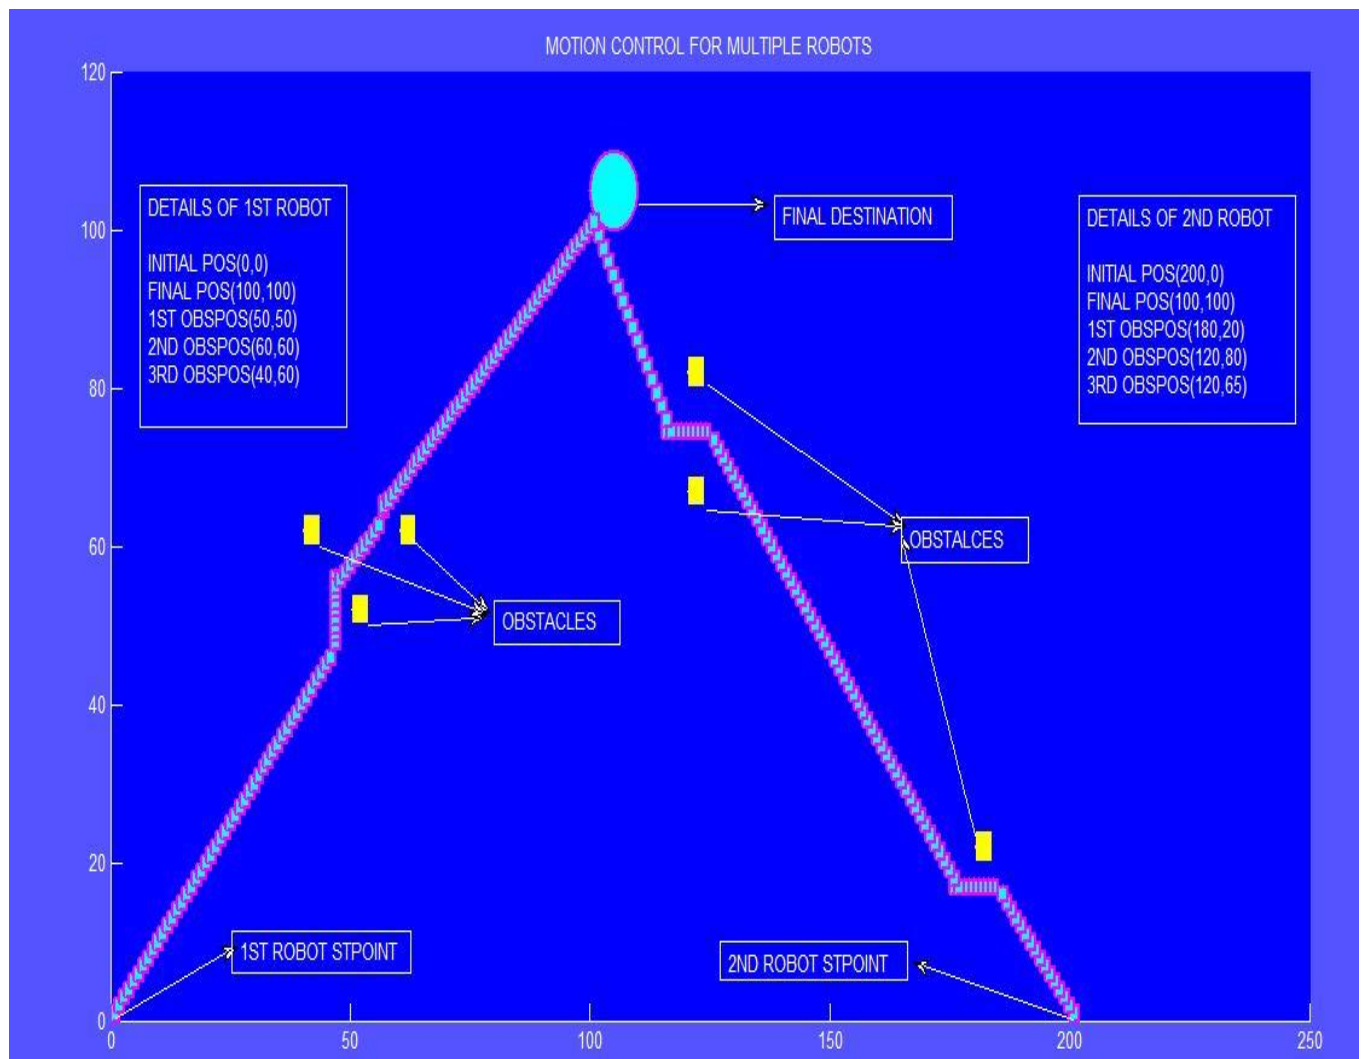 MOTION CONTROL FOR MULTIPLE ROBOTS
120
100
80
60
40
20
0
DETAILS OF 1ST ROBOT
INITIAL POS(0,0)
FINAL POS(100,100)
1ST OBSPOS(50,50)
2ND OBSPOS(60,60)
3RD OBSPOS(40,60)
FINAL DESTINATION
DETAILS OF 2ND ROBOT
INITIAL POS(200,0)
FINAL POS(100,100)
1ST OBSPOS(180,20)
2ND OBSPOS(120,80)
3RD OBSPOS(120,65)
OBSTALCES
OBSTACLES
1ST ROBOT STPOINT
2ND ROBOT STPOINT
0
50
100
150
200
250